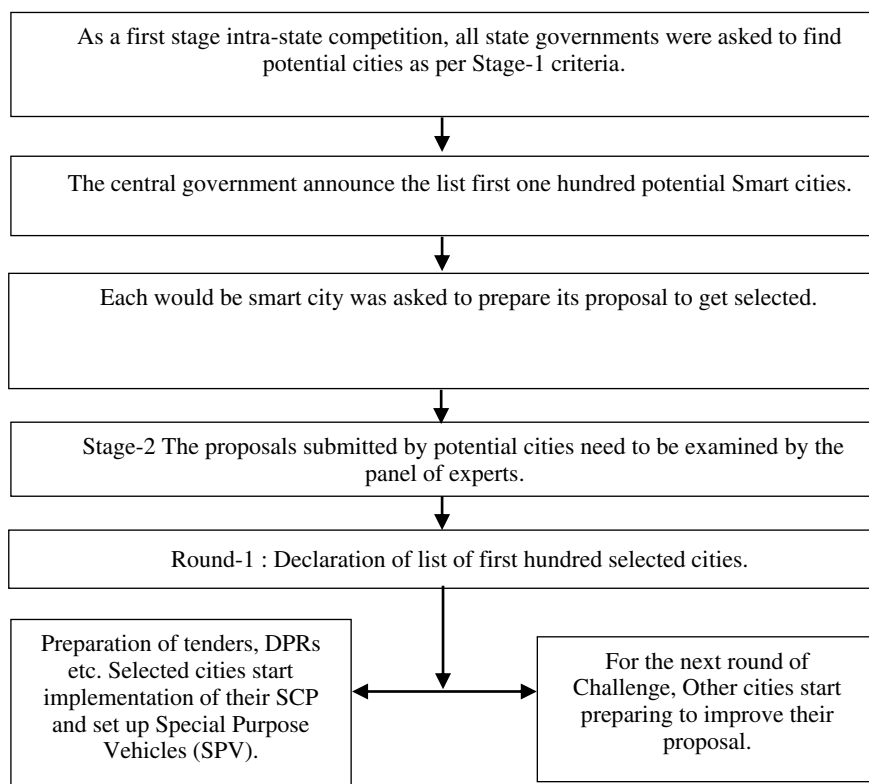 As a first stage intra-state competition, all state governments were asked to find
potential cities as per Stage-1 criteria.
The central government announce the list first one hundred potential Smart cities.
Each would be smart city was asked to prepare its proposal to get selected.
Stage-2 The proposals submitted by potential cities need to be examined by the
panel of experts.
Round-1 : Declaration of list of first hundred selected cities.
Preparation of tenders, DPRs
etc. Selected cities start
implementation of their SCP
and set up Special Purpose
Vehicles (SPV).
For the next round of
Challenge, Other cities start
preparing to improve their
proposal.